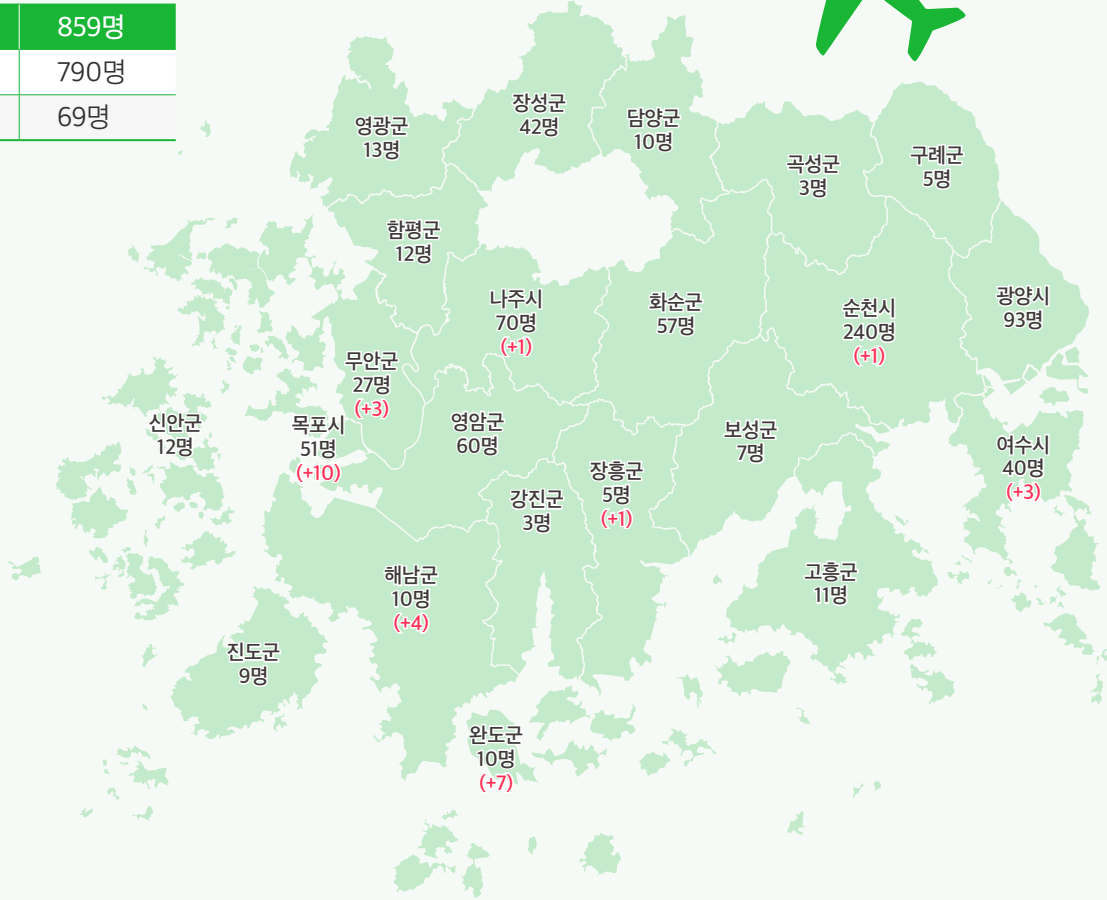 859명
790명
69명
장성군
42명
담양군
10명
영광군
13명
곡성군
3명
구례군
5명
함평군
12명
나주시
70명
(+1)
화순군
57명
순천시
240명
(+1)
광양시
93명
무안군
27명
(+3)
신안군
12명
목포시
51명
(+10)
영암군
60명
보성군
7명
여수시
40명
(+3)
장흥군
5명
(+1)
강진군
3명
해남군
10명
(+4)
고흥군
11명
진도군
9명
완도군
10명
(+7)